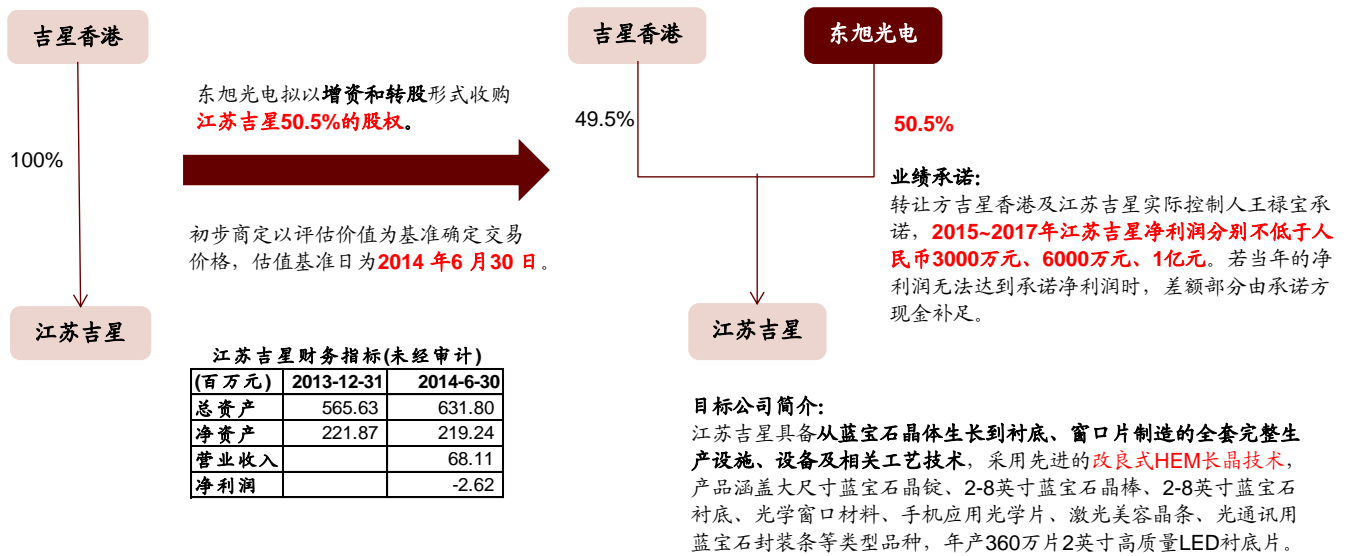 吉星香港
100%
江苏吉星
东旭光电拟以增资和转股形式收购
江苏吉星50.5%的股权。
初步商定以评估价值为基准确定交易
价格，估值基准日为2014 年6 月30 日。
江苏吉星财务指标(未经审计)
(百万元) 2013-12-31 2014-6-30
总资产 565.63 631.80
净资产 221.87 219.24
营业收入 68.11
净利润 -2.62
吉星香港
东旭光电
49.5%
50.5%
江苏吉星
业绩承诺:
转让方吉星香港及江苏吉星实际控制人王禄宝承
诺，2015~2017年江苏吉星净利润分别不低于人
民币3000万元、6000万元、1亿元。若当年的净
利润无法达到承诺净利润时，差额部分由承诺方
现金补足。
目标公司简介:
江苏吉星具备从蓝宝石晶体生长到衬底、窗口片制造的全套完整生
产设施、设备及相关工艺技术，采用先进的改良式HEM长晶技术，
产品涵盖大尺寸蓝宝石晶锭、2-8英寸蓝宝石晶棒、2-8英寸蓝宝石
衬底、光学窗口材料、手机应用光学片、激光美容晶条、光通讯用
蓝宝石封装条等类型品种，年产360万片2英寸高质量LED衬底片。